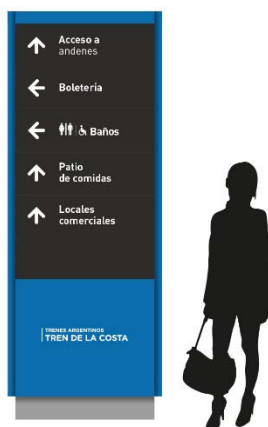 Acceso a
andenes
Boletería
Baños
Patio
de comidas
Locales
comerciales
TRENES ARGENTINOS
TREN DE LA COSTA